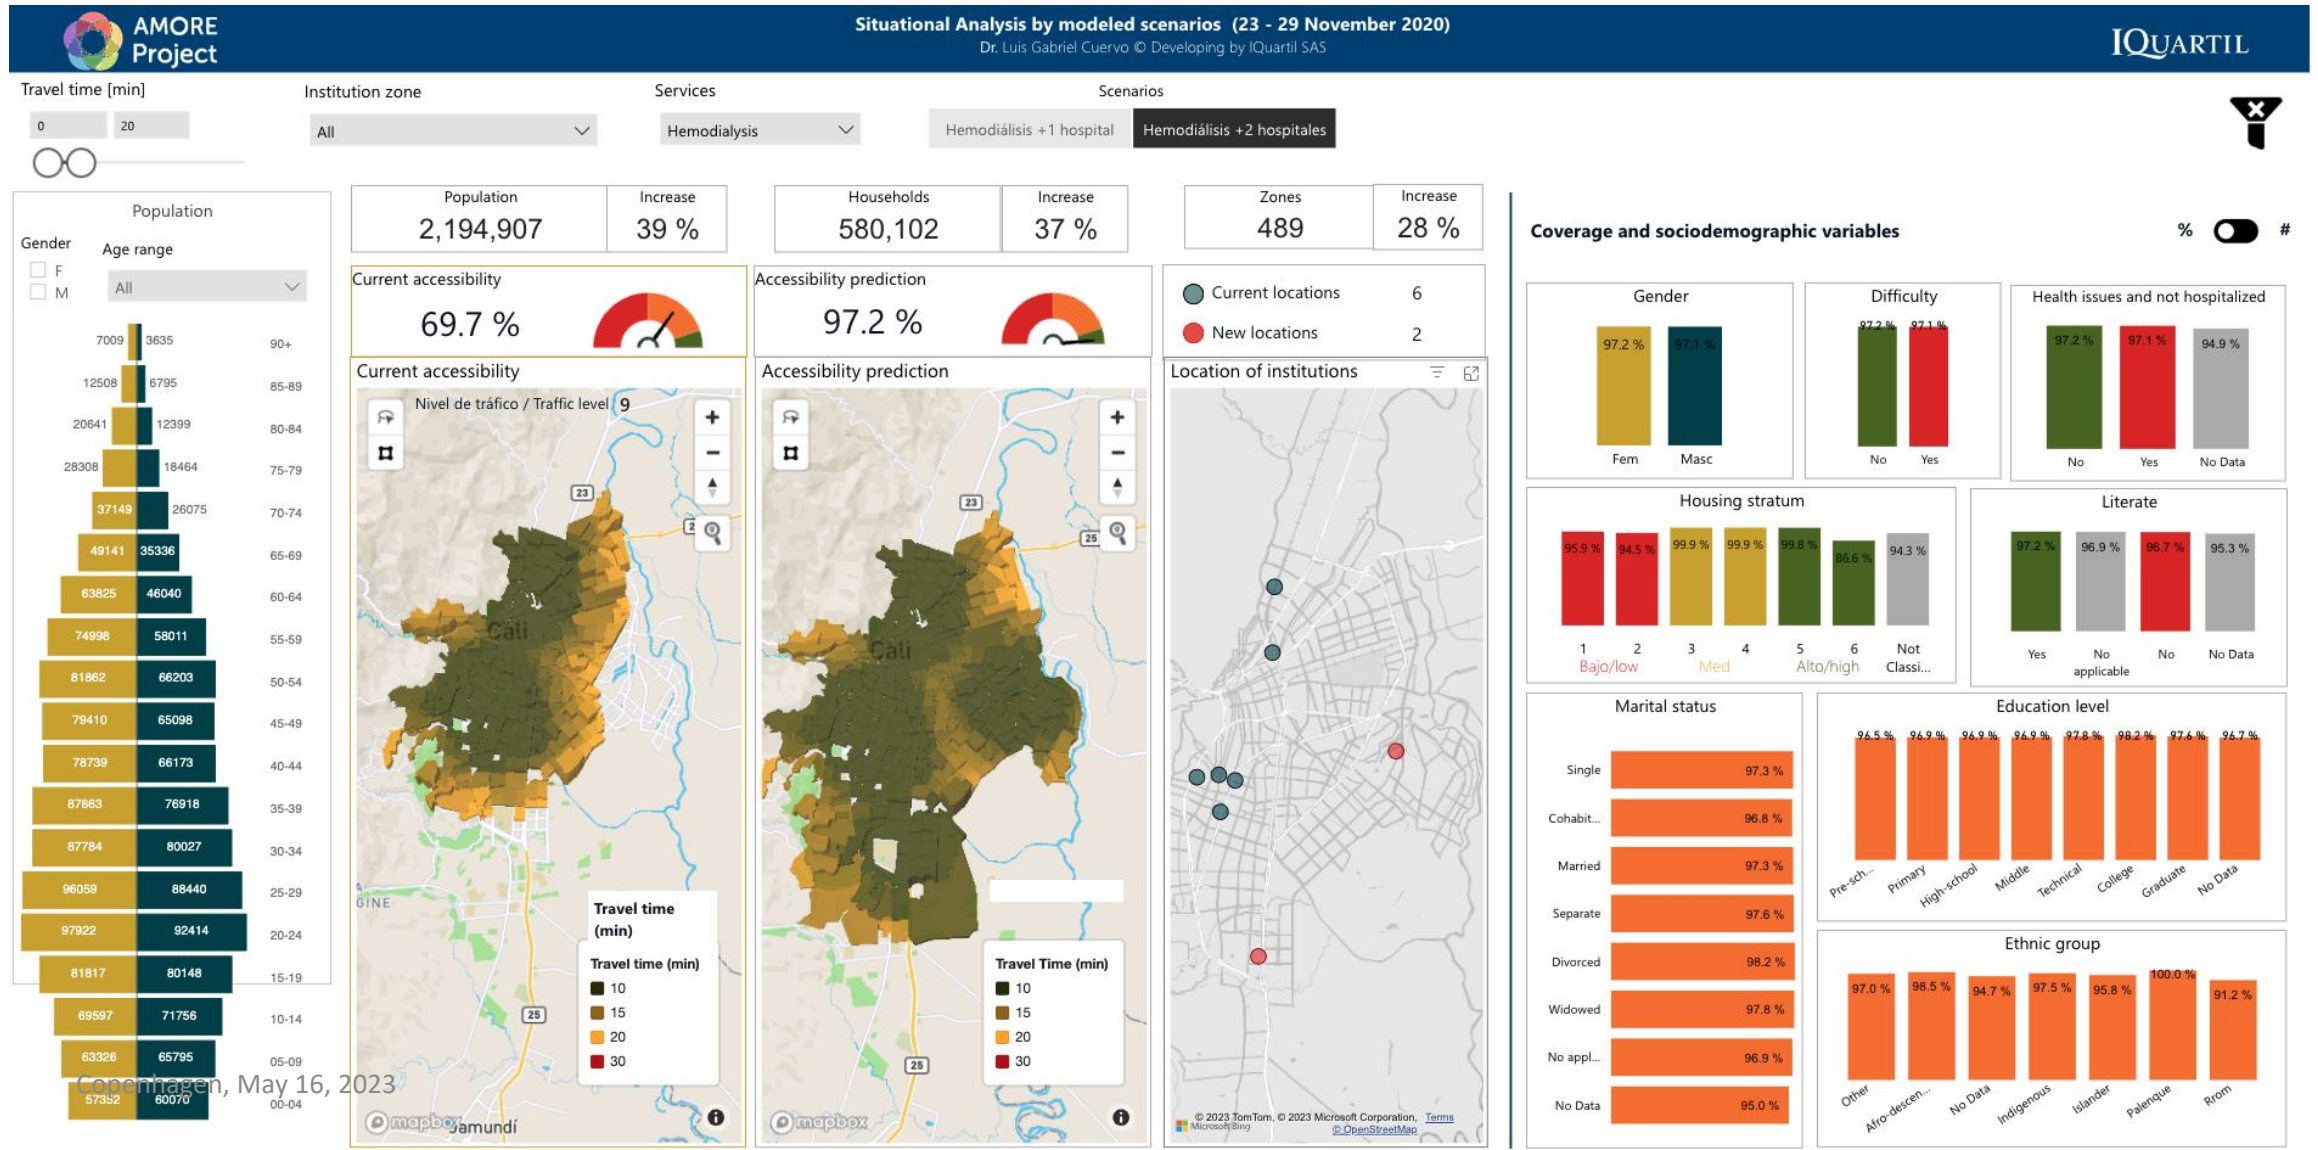 AMORE
Project
Situational Analysis by modeled scenarios (23 - 29 November 2020)
Dr. Luis Gabriel Cuervo © Developing by IQuartil SAS
IQUARTIL
Travel time [min]
0 20
Institution zone
All
Services
Hemodialysis
Scenarios
Hemodiálisis +1 hospital
Hemodiálisis +2 hospitales
Population
Gender
F
M
Age range
All
7009 3635 90+
12508 6795 85-89
20641 12399 80-84
28308 18464 75-79
37149 26075 70-74
49141 35336 65-69
63825 46040 60-64
74998 58011 55-59
81862 66203 50-54
79410 65098 45-49
78739 66173 40-44
87663 76918 35-39
87784 80027 30-34
96059 88440 25-29
97922 92414 20-24
81817 80148 15-19
69597 71756 10-14
63326 65795 05-09
57352 60070 00-04
Copenhagen, May 16, 2023
Population
2,194,907
Increase
39 %
Households
580,102
Increase
37 %
Zones
489
Increase
28 %
Current accessibility
69.7 %
Accessibility prediction
97.2 %
Current locations 6
New locations 2
Current accessibility
Nivel de tráfico / Traffic level 9
23
2
Cali
GINE
25
Travel time
(min)
Travel time (min)
10
15
20
30
mapbox
Jamundí
Accessibility prediction
23
25
Cali
25
Travel Time (min)
10
15
20
30
mapbox
Location of institutions
© 2023 TomTom, © 2023 Microsoft Corporation, Terms
Microsoft Bing
© OpenStreetMap
Coverage and sociodemographic variables
% #
Gender
97.2 % 97.1 %
Fem Masc
Difficulty
97.2 % 97.1 %
No Yes
Health issues and not hospitalized
97.2 % 97.1 % 94.9 %
No Yes No Data
Housing stratum
95.9 % 94.5 % 99.9 % 99.9 % 99.8 % 86.6 % 94.3 %
1 2 3 4 5 6 Not
Bajo/low Med Alto/high Classi...
Literate
97.2 % 96.9 % 96.7 % 95.3 %
Yes No No No Data
applicable
Marital status
Single 97.3 %
Cohabit... 96.8 %
Married 97.3 %
Separate 97.6 %
Divorced 98.2 %
Widowed 97.8 %
No appl... 96.9 %
No Data 95.0 %
Education level
96.5 % 96.9 % 96.9 % 96.9 % 97.8 % 98.2 % 97.6 % 96.7 %
Pre-sch... Primary High-school Middle Technical College Graduate No Data
Ethnic group
97.0 % 98.5 % 94.7 % 97.5 % 95.8 % 100.0 % 91.2 %
Other Afro-descen... No Data Indigenous Islander Palenque Rrom